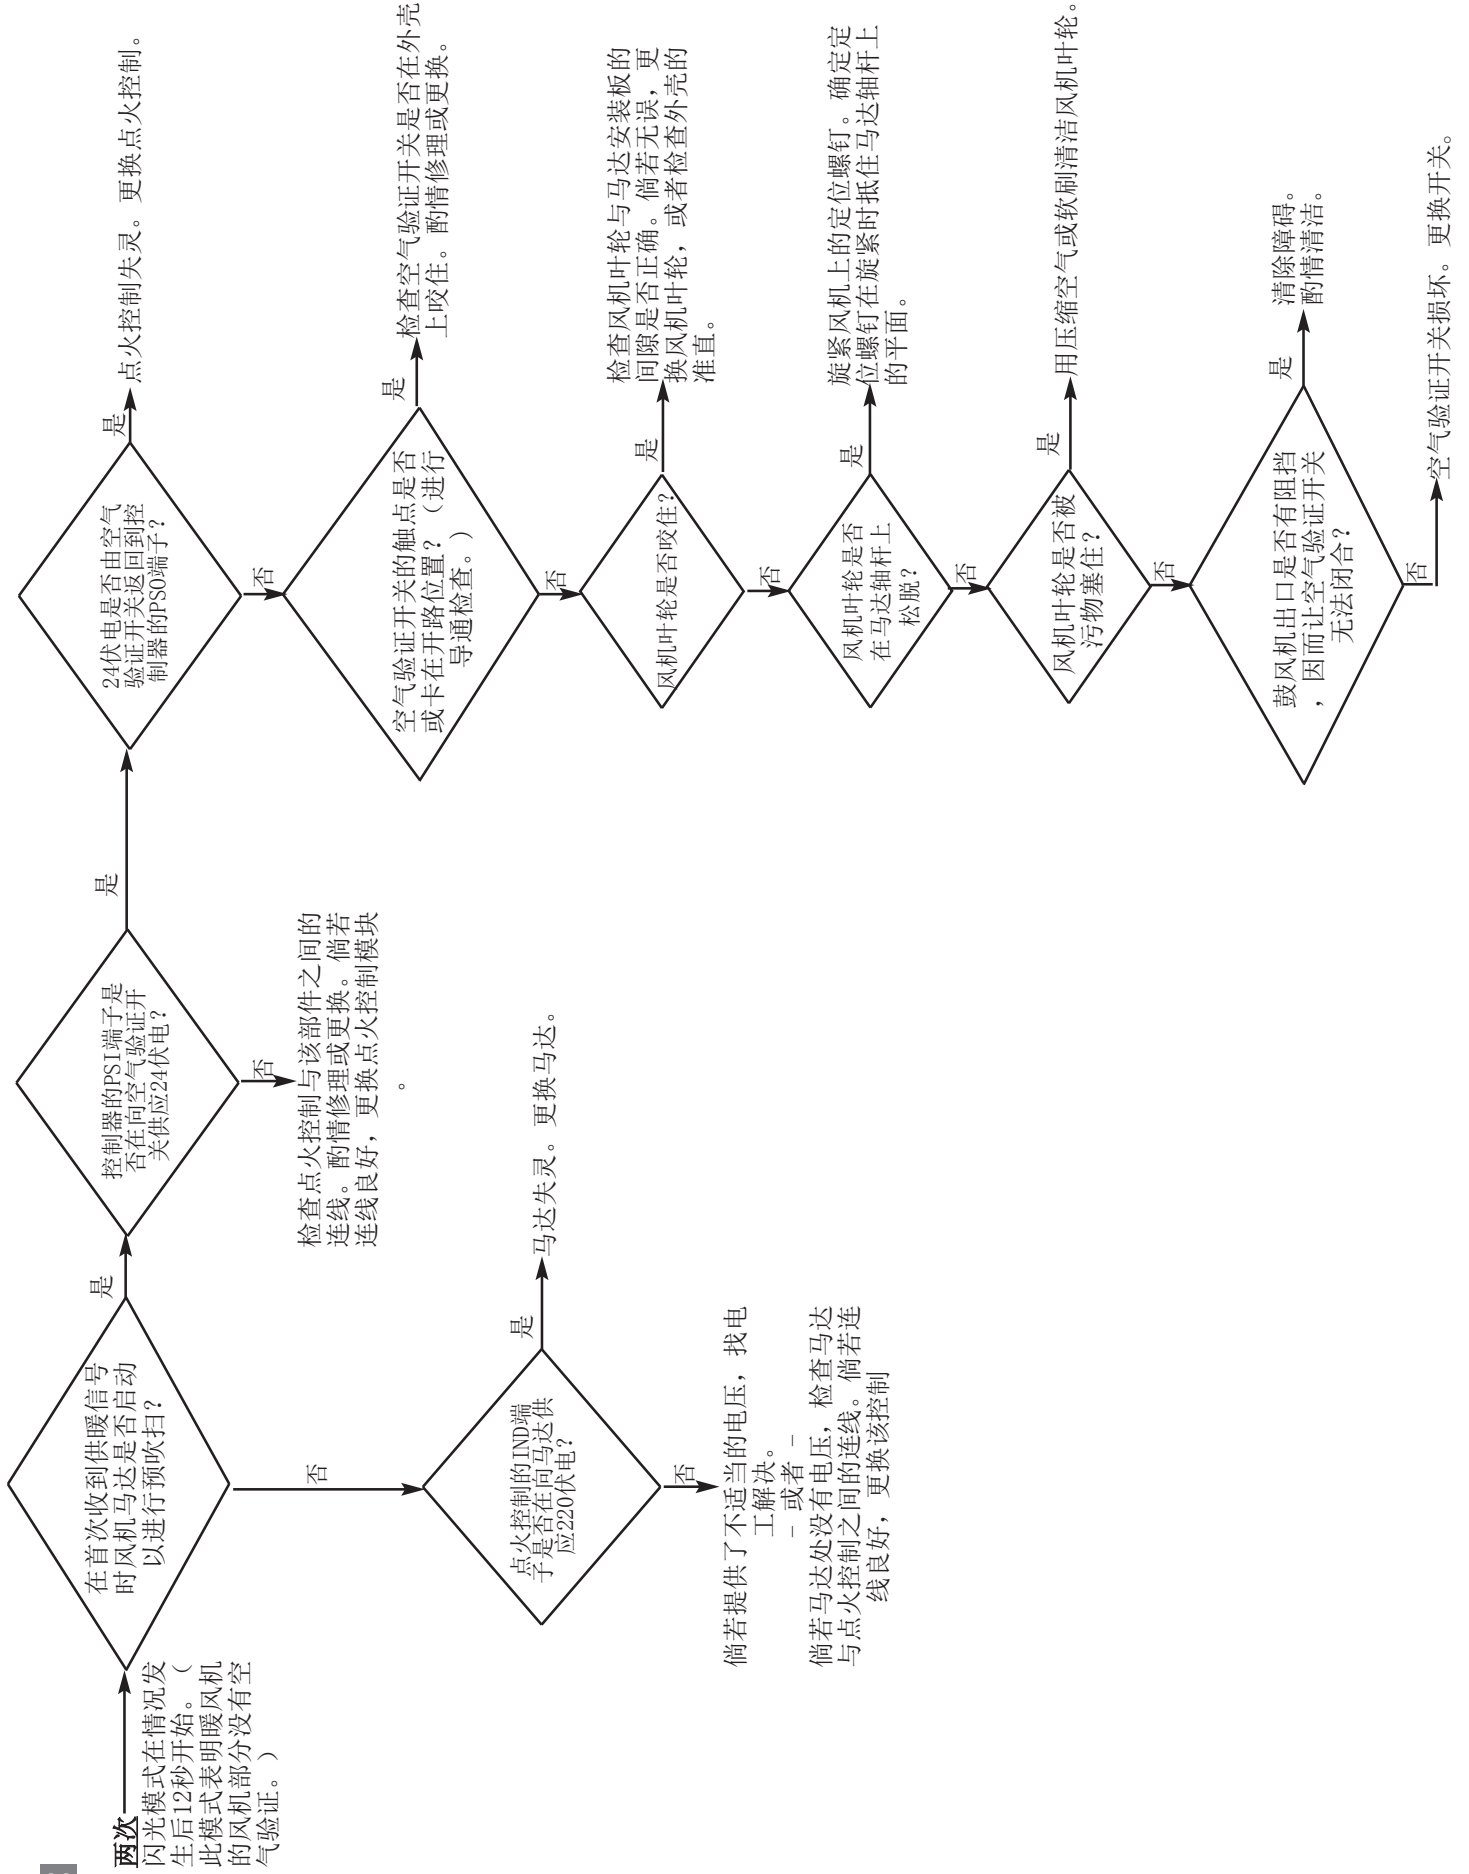 两次
闪光模式在情况发
生后12秒开始。（
此模式表明暖风机
的风机部分没有空
气验证。）
在首次收到供暖信号
时风机马达是否启动
以进行预吹扫？
是
否
控制器的PSI端子是
否在向空气验证开
关供应24伏电？
是
否
检查点火控制与该部件之间的
连线。酌情修理或更换。倘若
连线良好，更换点火控制模块
。
点火控制的IND端
子是否在向马达供
应220伏电？
是
马达失灵。更换马达。
否
倘若提供了不适当的电压，找电
工解决。
- 或者 -
倘若马达处没有电压，检查马达
与点火控制之间的连线。倘若连
线良好，更换该控制
24伏电是否由空气
验证开关返回到控
制器的PSO端子？
是
点火控制失灵。更换点火控制。
否
空气验证开关的触点是否
或卡在开路位置？（进行
导通检查。）
是
检查空气验证开关是否在外壳
上咬住。酌情修理或更换。
否
风机叶轮是否咬住？
是
检查风机叶轮与马达安装板的
间隙是否正确。倘若无误，更
换风机叶轮，或者检查外壳的
准直。
否
风机叶轮是否
在马达轴杆上
松脱？
是
旋紧风机上的定位螺钉。确定定
位螺钉在旋紧时抵住马达轴杆上
的平面。
否
风机叶轮是否被
污物塞住？
是
用压缩空气或软刷清洁风机叶轮。
否
鼓风机出口是否有阻挡
，因而让空气验证开关
无法闭合？
是
清除障碍。
酌情清洁。
否
空气验证开关损坏。更换开关。